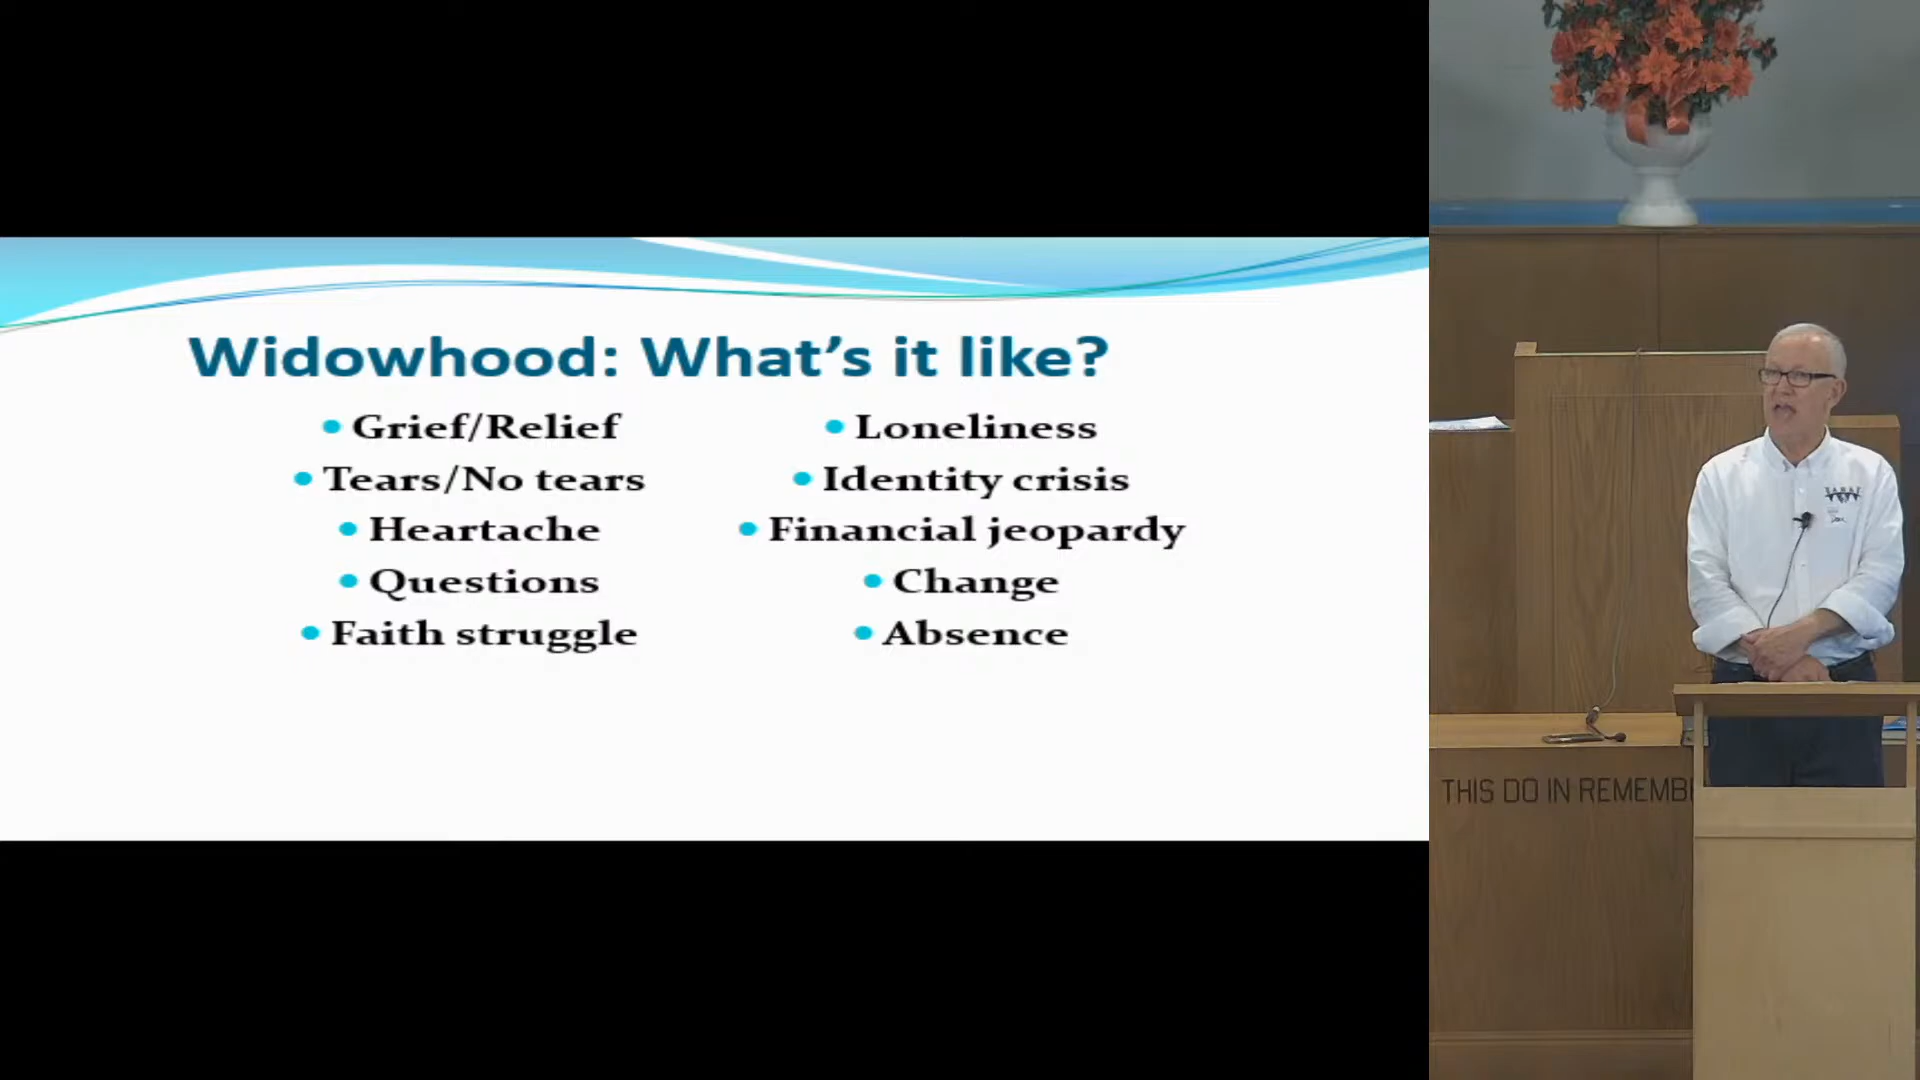 Widowhood: What's it like?
• Grief/Relief
• Tears/No tears
• Heartache
• Questions
• Faith struggle
• Loneliness
• Identity crisis
• Financial jeopardy
• Change
• Absence
THIS DO IN REMEMB